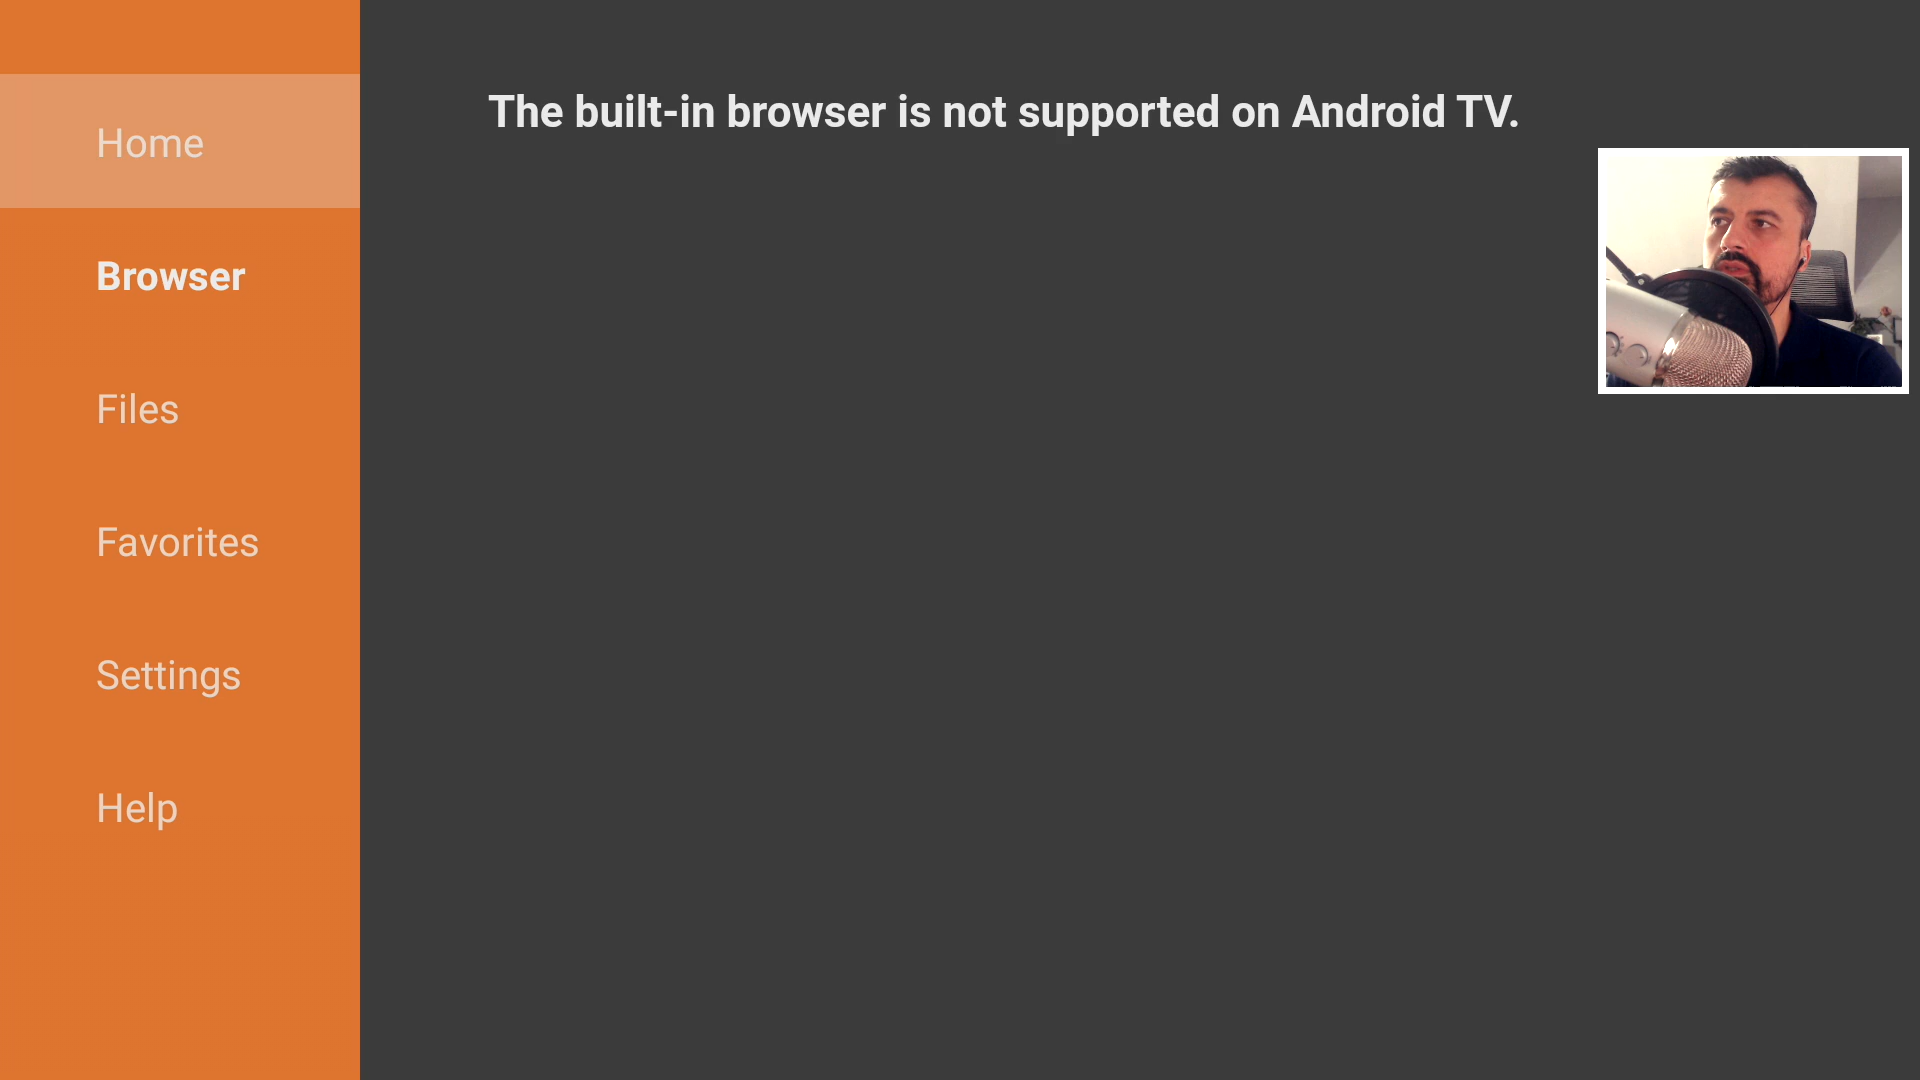 Home
Browser
Files
Favorites
Settings
Help
The built-in browser is not supported on Android TV.